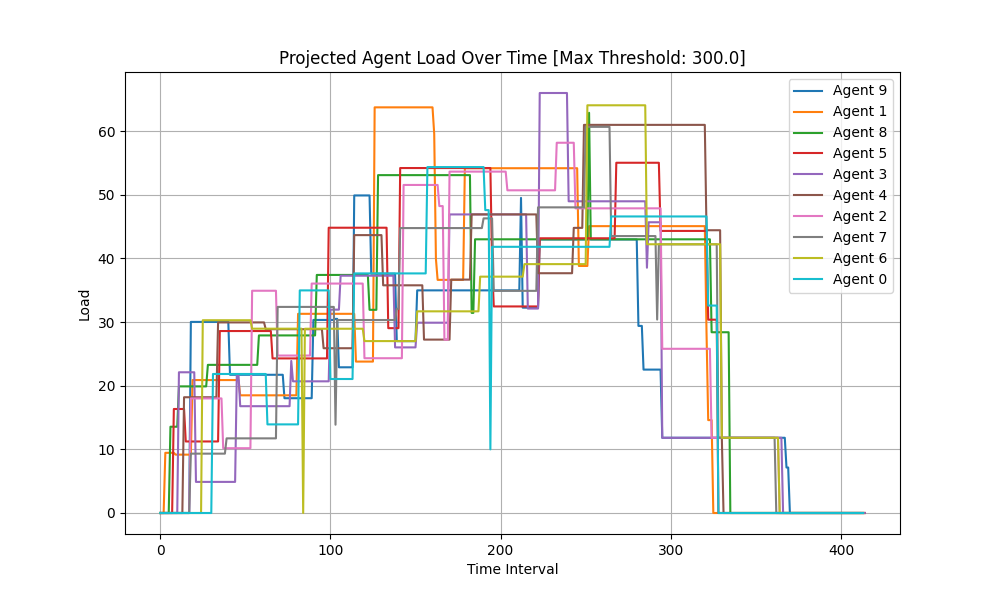 Projected Agent Load Over Time [Max Threshold: 300.0]
Load
60
50
40
30
20
10
0
0 100 200 300 400
Time Interval
Agent 9
Agent 1
Agent 8
Agent 5
Agent 3
Agent 4
Agent 2
Agent 7
Agent 6
Agent 0